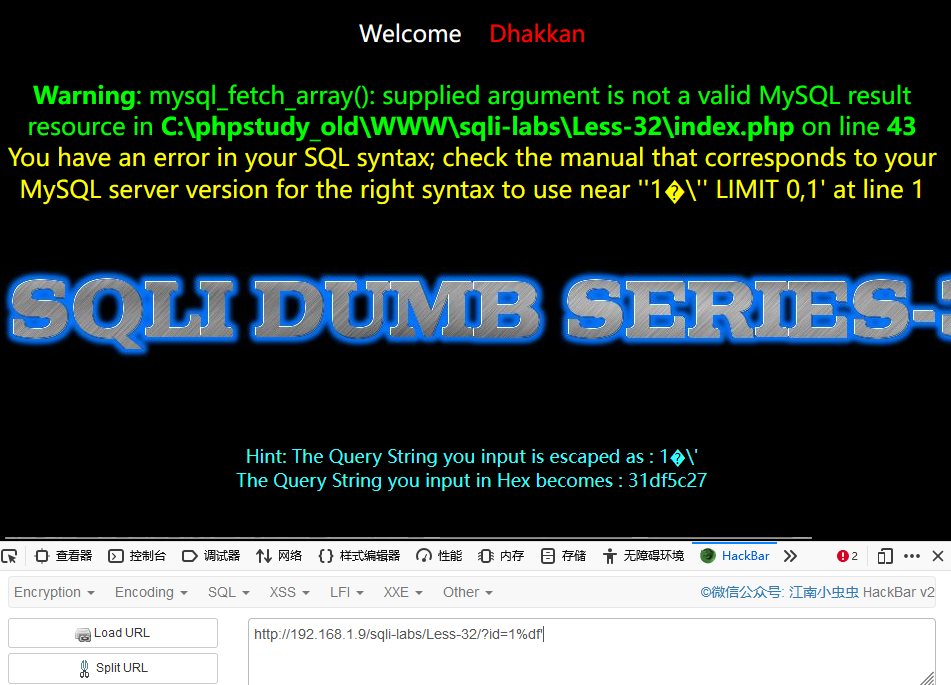 Welcome Dhakkan
Warning: mysql_fetch_array(): supplied argument is not a valid MySQL result
resource in C:\phpstudy_old\WWW\sqli-labs\Less-32\index.php on line 43
You have an error in your SQL syntax; check the manual that corresponds to your
MySQL server version for the right syntax to use near ''1�\'' LIMIT 0,1' at line 1
SQLI DUMB SERIES-
Hint: The Query String you input is escaped as : 1�\'
The Query String you input in Hex becomes : 31df5c27
查看器 控制台 调试器 网络 样式编辑器 性能 内存 存储 无障碍环境 HackBar 2
Encryption Encoding SQL XSS LFI XXE Other ©微信公众号: 江南小虫虫 HackBar v2
Load URL http://192.168.1.9/sqli-labs/Less-32/?id=1%df'
Split URL